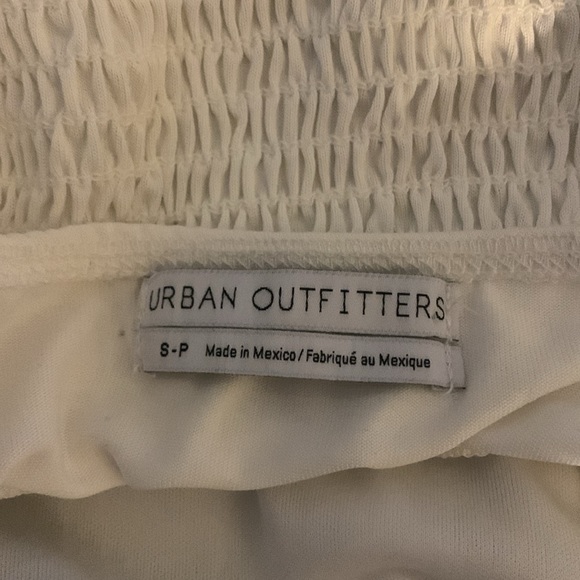 URBAN OUTFITTERS
S-P Made in Mexico/Fabriqué au Mexique